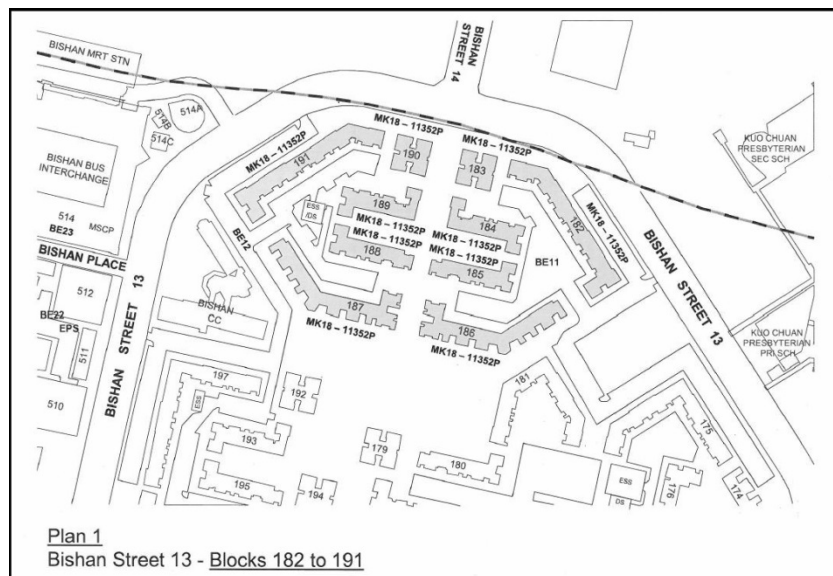 BISHAN MRT STN
BISHAN
STREET 14
514A
514B
514C
BISHAN BUS
INTERCHANGE
514 MSCP
BE23
BISHAN PLACE
512
BE22
EPS
511
510
BISHAN STREET 13
BE12
BISHAN
CC
MK18 – 11352P
191
MK18 – 11352P
190
MK18 – 11352P
183
KUO CHUAN
PRESBYTERIAN
SEC SCH
ESS
/DS
189
MK18 – 11352P
188
MK18 – 11352P
184
MK18 – 11352P
185
182
MK18 – 11352P
BE11
BISHAN STREET 13
187
MK18 – 11352P
186
MK18 – 11352P
KUO CHUAN
PRESBYTERIAN
PRI SCH
197
ESS
192
193
195
194
179
180
181
175
ESS
DS
176
174
Plan 1
Bishan Street 13 - Blocks 182 to 191